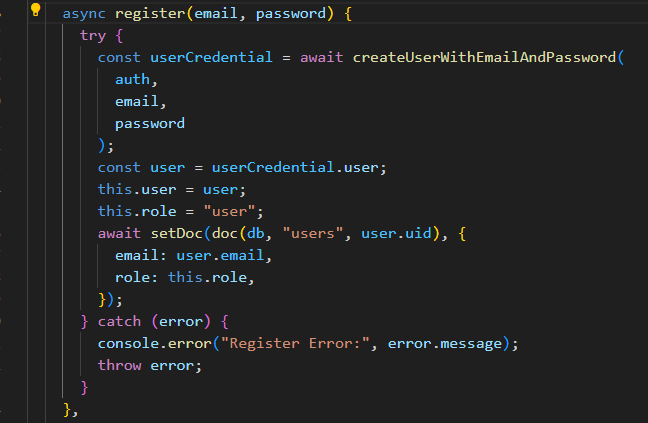 async register(email, password) {
try {
const userCredential = await createUserWithEmailAndPassword(
auth,
email,
password
);
const user = userCredential.user;
this.user = user;
this.role = "user";
await setDoc(doc(db, "users", user.uid), {
email: user.email,
role: this.role,
});
} catch (error) {
console.error("Register Error:", error.message);
throw error;
}
},